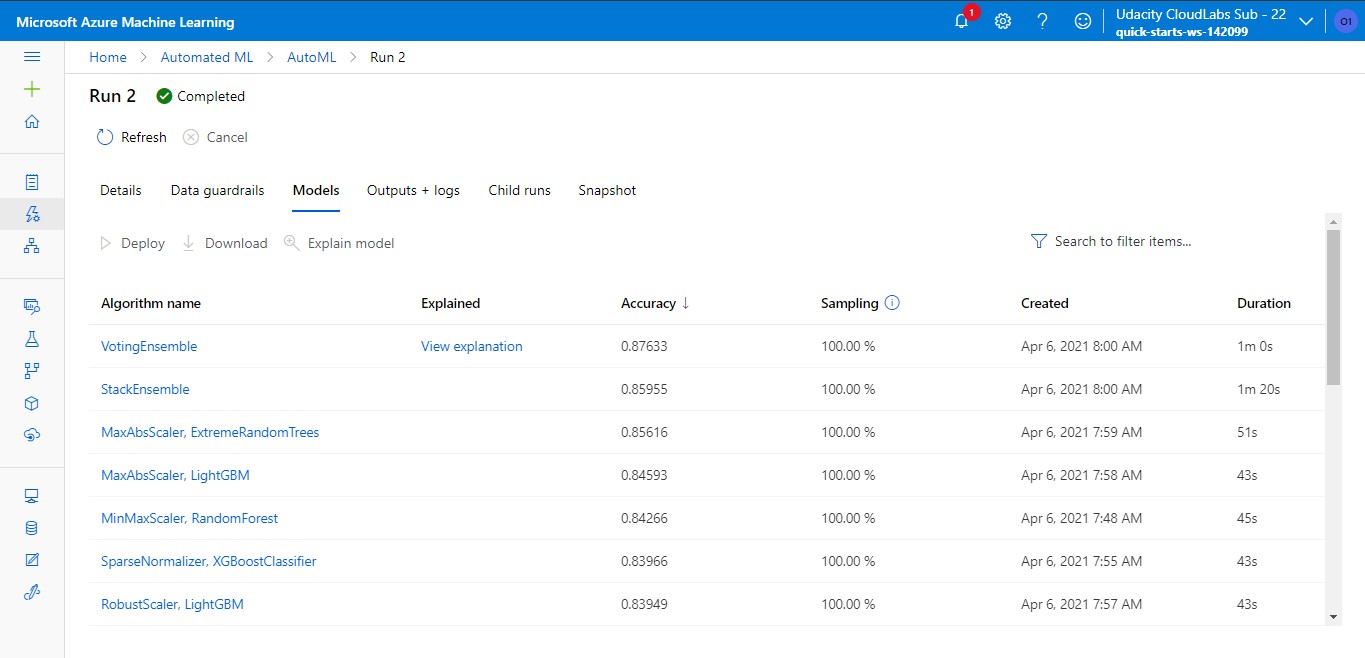 Microsoft Azure Machine Learning
1
Udacity CloudLabs Sub - 22
quick-starts-ws-142099
O1
Home > Automated ML > AutoML > Run 2
Run 2 Completed
Refresh Cancel
Details Data guardrails Models Outputs + logs Child runs Snapshot
Deploy Download Explain model Search to filter items...
Algorithm name Explained Accuracy ↓ Sampling Created Duration
VotingEnsemble View explanation 0.87633 100.00 % Apr 6, 2021 8:00 AM 1m 0s
StackEnsemble 0.85955 100.00 % Apr 6, 2021 8:00 AM 1m 20s
MaxAbsScaler, ExtremeRandomTrees 0.85616 100.00 % Apr 6, 2021 7:59 AM 51s
MaxAbsScaler, LightGBM 0.84593 100.00 % Apr 6, 2021 7:58 AM 43s
MinMaxScaler, RandomForest 0.84266 100.00 % Apr 6, 2021 7:48 AM 45s
SparseNormalizer, XGBoostClassifier 0.83966 100.00 % Apr 6, 2021 7:55 AM 43s
RobustScaler, LightGBM 0.83949 100.00 % Apr 6, 2021 7:57 AM 43s